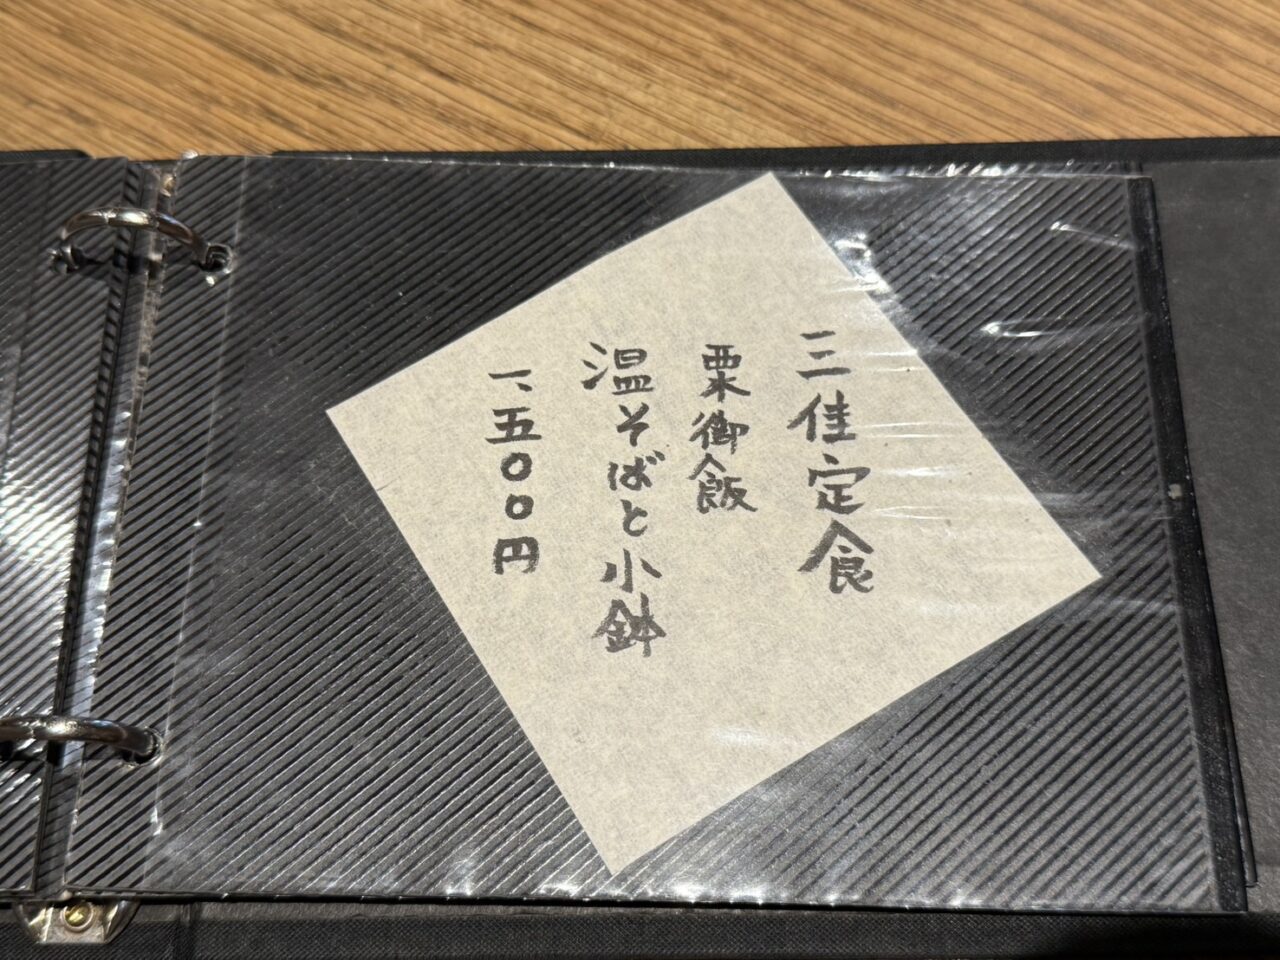 三佳定食
栗御飯
温そばと小鉢
一、五〇〇円